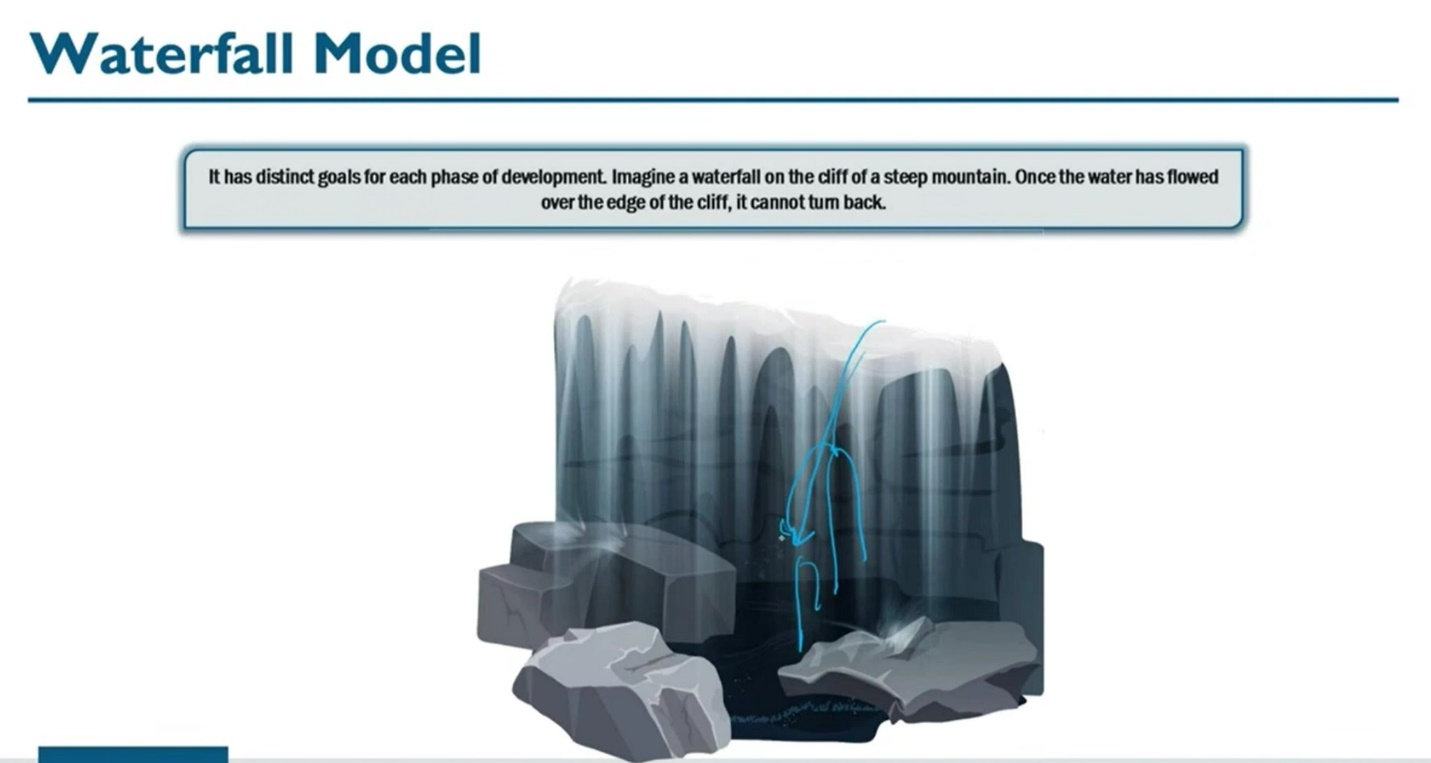 Waterfall Model
It has distinct goals for each phase of development. Imagine a waterfall on the cliff of a steep mountain. Once the water has flowed
over the edge of the cliff, it cannot turn back.